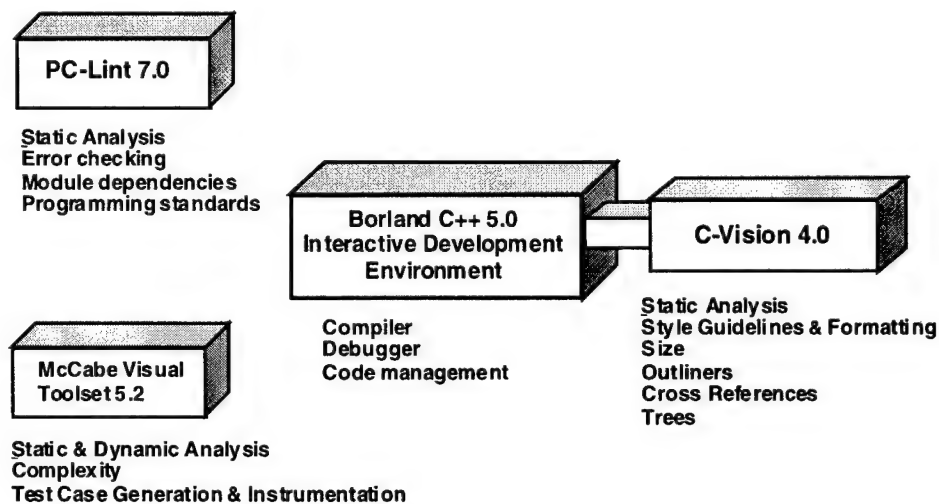 PC-Lint 7.0
Static Analysis
Error checking
Module dependencies
Programming standards
Borland C++ 5.0
Interactive Development
Environment
Compiler
Debugger
Code management
C-Vision 4.0
Static Analysis
Style Guidelines & Formatting
Size
Outliners
Cross References
Trees
McCabe Visual
Toolset 5.2
Static & Dynamic Analysis
Complexity
Test Case Generation & Instrumentation